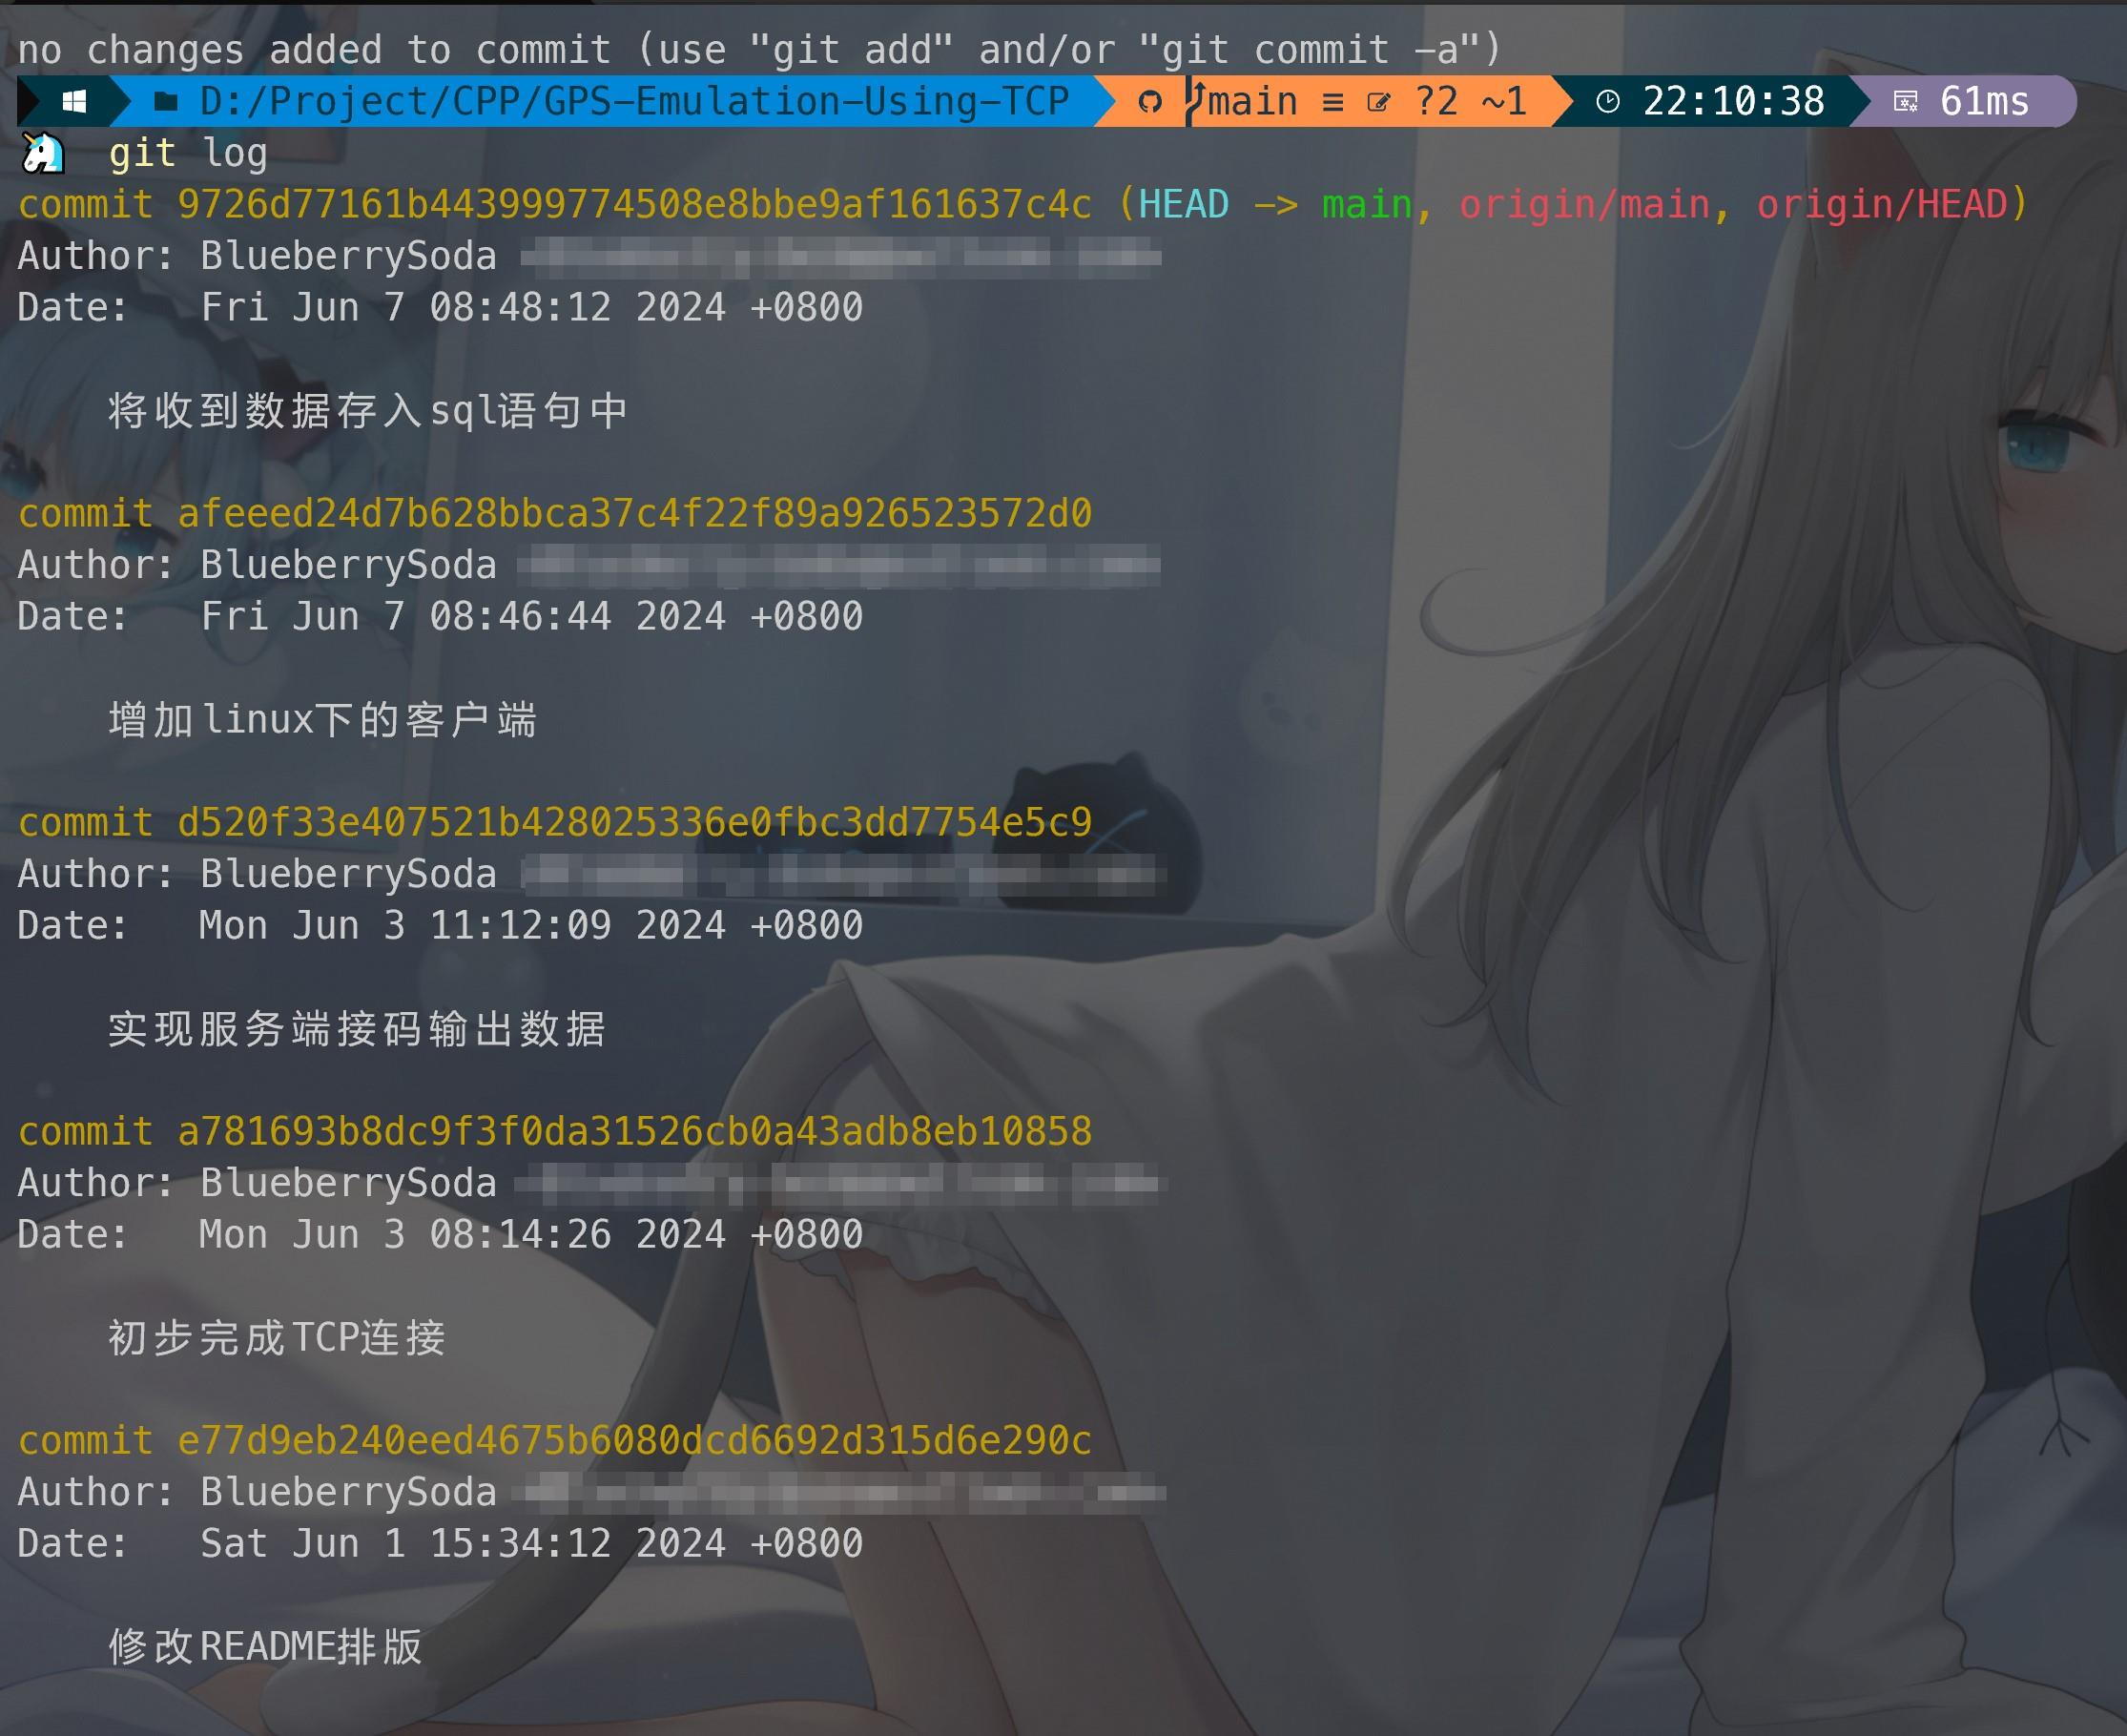 no changes added to commit (use "git add" and/or "git commit -a")
D:/Project/CPP/GPS-Emulation-Using-TCP main ≡ ?2 ~1 22:10:38 61ms
git log
commit 9726d77161b443999774508e8bbe9af161637c4c (HEAD -> main, origin/main, origin/HEAD)
Author: BlueberrySoda
Date:   Fri Jun 7 08:48:12 2024 +0800
将收到数据存入sql语句中
commit afeeed24d7b628bbca37c4f22f89a926523572d0
Author: BlueberrySoda
Date:   Fri Jun 7 08:46:44 2024 +0800
增加linux下的客户端
commit d520f33e407521b428025336e0fbc3dd7754e5c9
Author: BlueberrySoda
Date:   Mon Jun 3 11:12:09 2024 +0800
实现服务端接码输出数据
commit a781693b8dc9f3f0da31526cb0a43adb8eb10858
Author: BlueberrySoda
Date:   Mon Jun 3 08:14:26 2024 +0800
初步完成TCP连接
commit e77d9eb240eed4675b6080dcd6692d315d6e290c
Author: BlueberrySoda
Date:   Sat Jun 1 15:34:12 2024 +0800
修改README排版